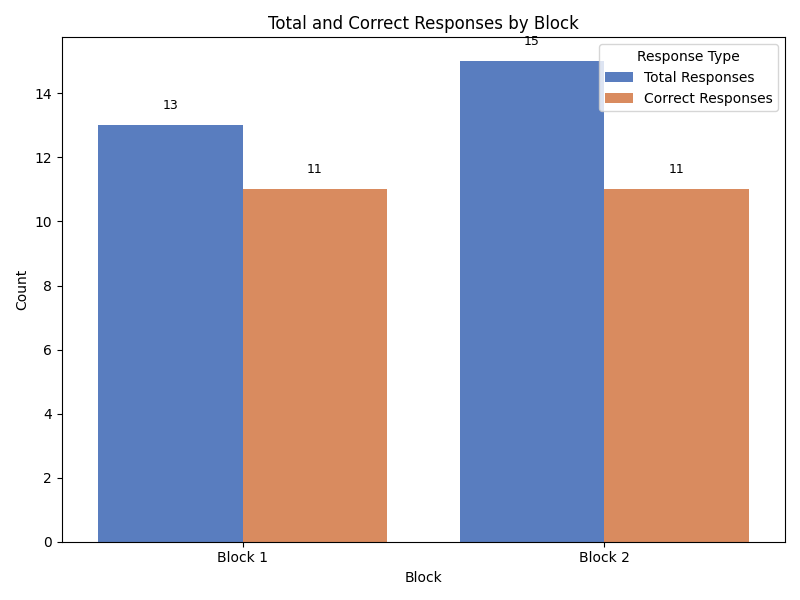 Total and Correct Responses by Block
15
Response Type
Total Responses
Correct Responses
13
11
11
14
12
10
8
6
4
2
0
Count
Block 1
Block 2
Block